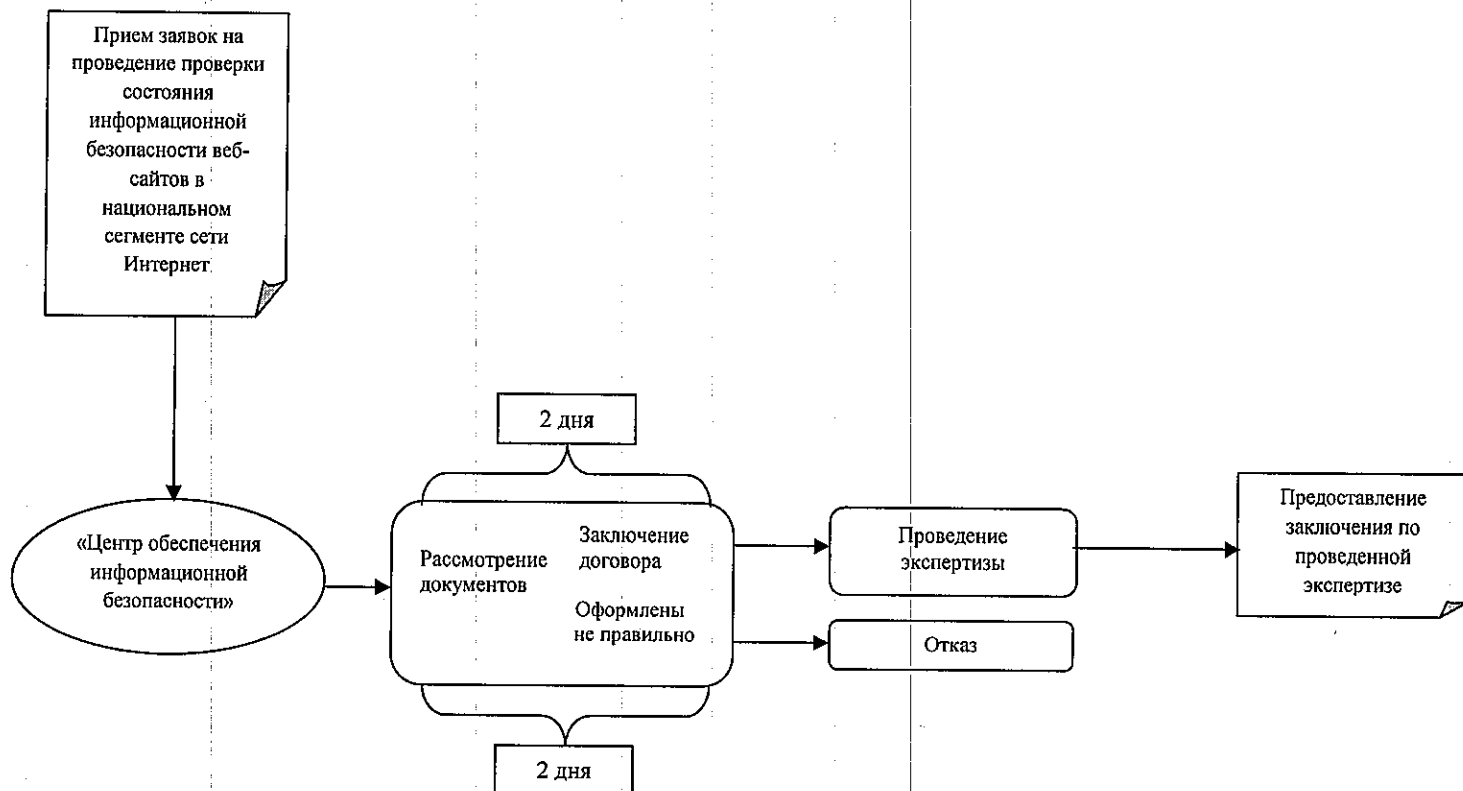 Прием заявок на
проведение проверки
состояния
информационной
безопасности веб-
сайтов в
национальном
сегменте сети
Интернет
2 дня
«Центр обеспечения
информационной
безопасности»
Рассмотрение
документов
Заключение
договора
Оформлены
не правильно
Проведение
экспертизы
Отказ
Предоставление
заключения по
проведенной
экспертизе
2 дня